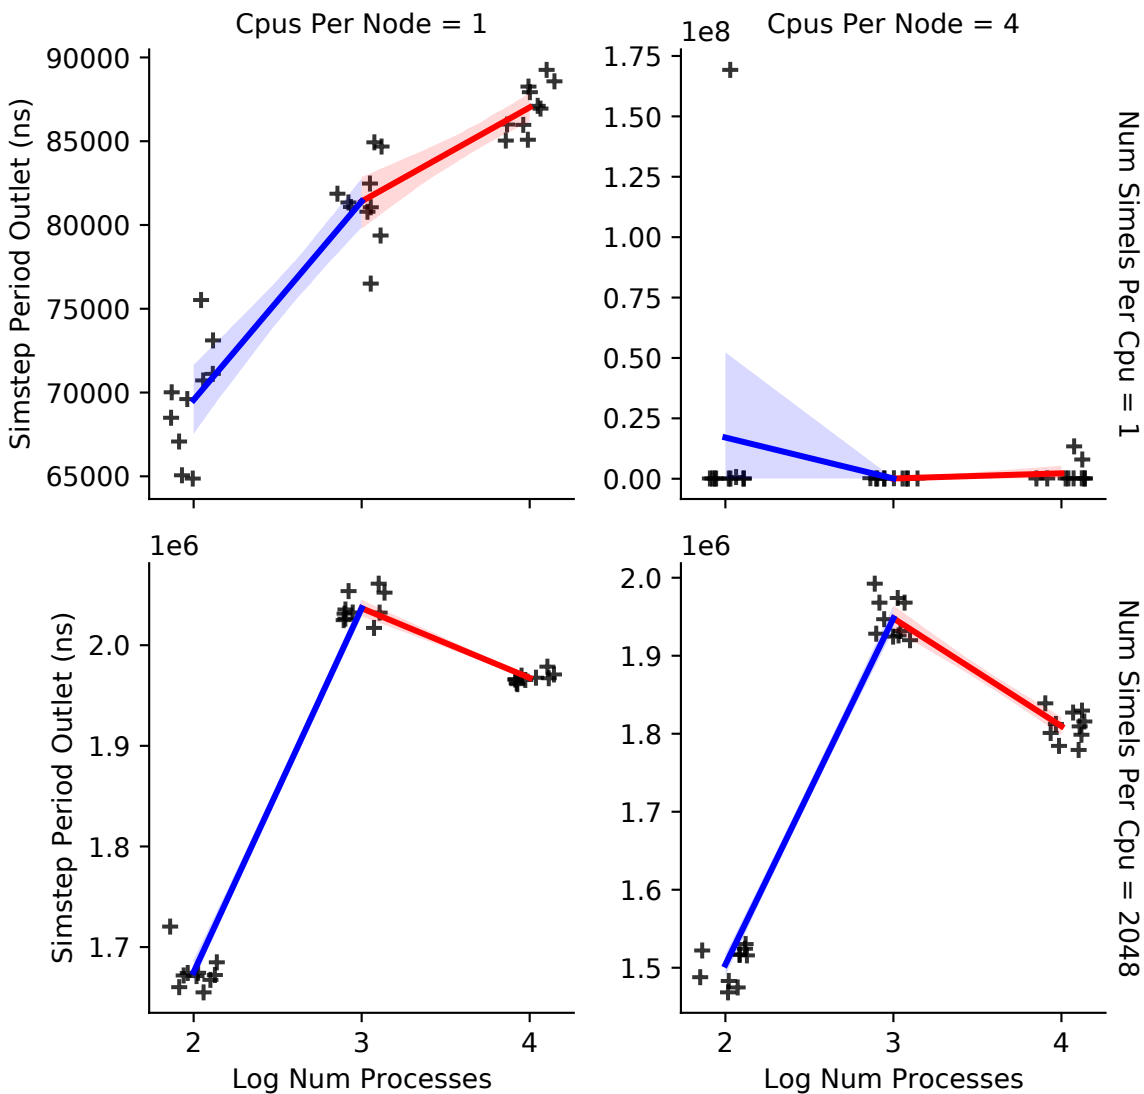 Cpus Per Node = 1
Cpus Per Node = 4
1e8
Simstep Period Outlet (ns)
90000
85000
80000
75000
70000
65000
1.75
1.50
1.25
1.00
0.75
0.50
0.25
0.00
Num Simels Per Cpu = 1
1e6
Simstep Period Outlet (ns)
2.0
1.9
1.8
1.7
2
3
4
Log Num Processes
1e6
2.0
1.9
1.8
1.7
1.6
1.5
2
3
4
Log Num Processes
Num Simels Per Cpu = 2048